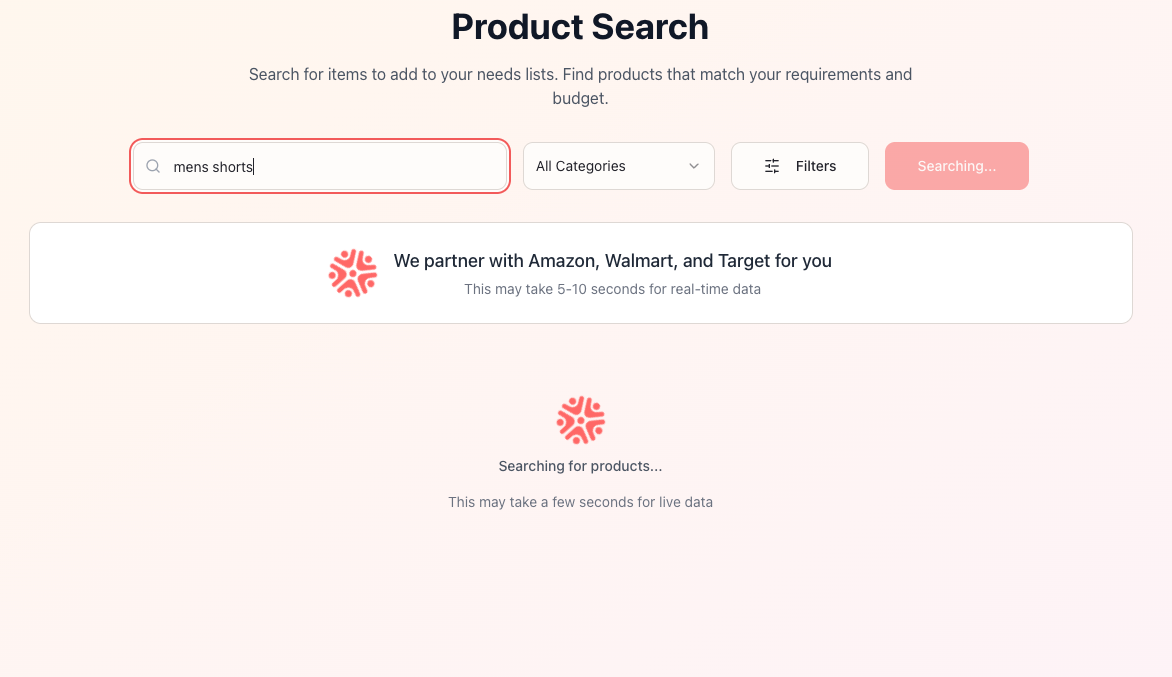 Product Search
Search for items to add to your needs lists. Find products that match your requirements and
budget.
mens shorts
All Categories
Filters
Searching...
We partner with Amazon, Walmart, and Target for you
This may take 5-10 seconds for real-time data
Searching for products...
This may take a few seconds for live data